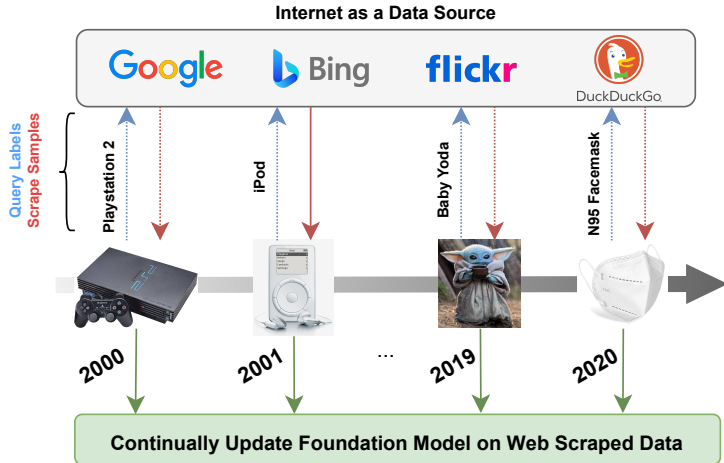 Internet as a Data Source
Google
Bing
flickr
DuckDuckGo.
Query Labels
Scrape Samples
Playstation 2
iPod
Baby Yoda
N95 Facemask
2000
2001
...
2019
2020
Continually Update Foundation Model on Web Scraped Data